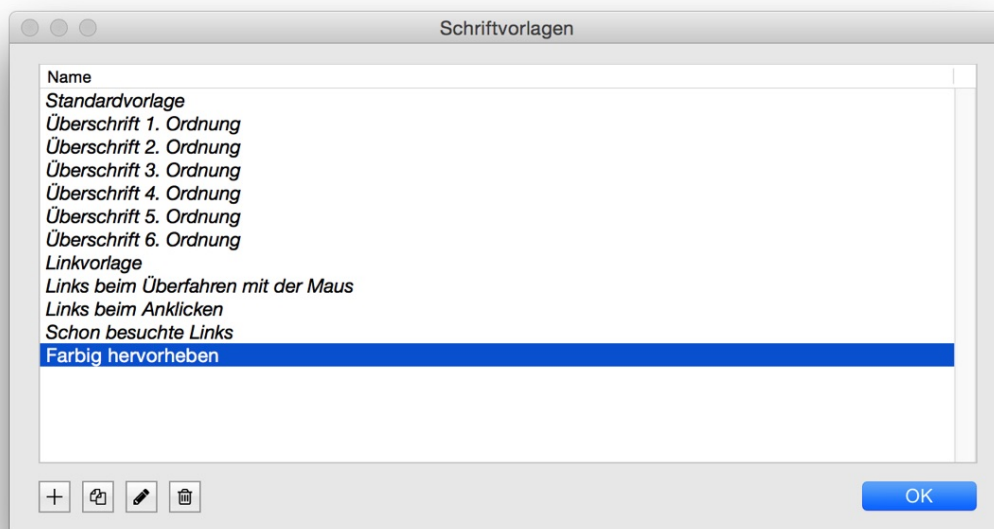 Schriftvorlagen
Name
Standardvorlage
Überschrift 1. Ordnung
Überschrift 2. Ordnung
Überschrift 3. Ordnung
Überschrift 4. Ordnung
Überschrift 5. Ordnung
Überschrift 6. Ordnung
Linkvorlage
Links beim Überfahren mit der Maus
Links beim Anklicken
Schon besuchte Links
Farbig hervorheben
OK